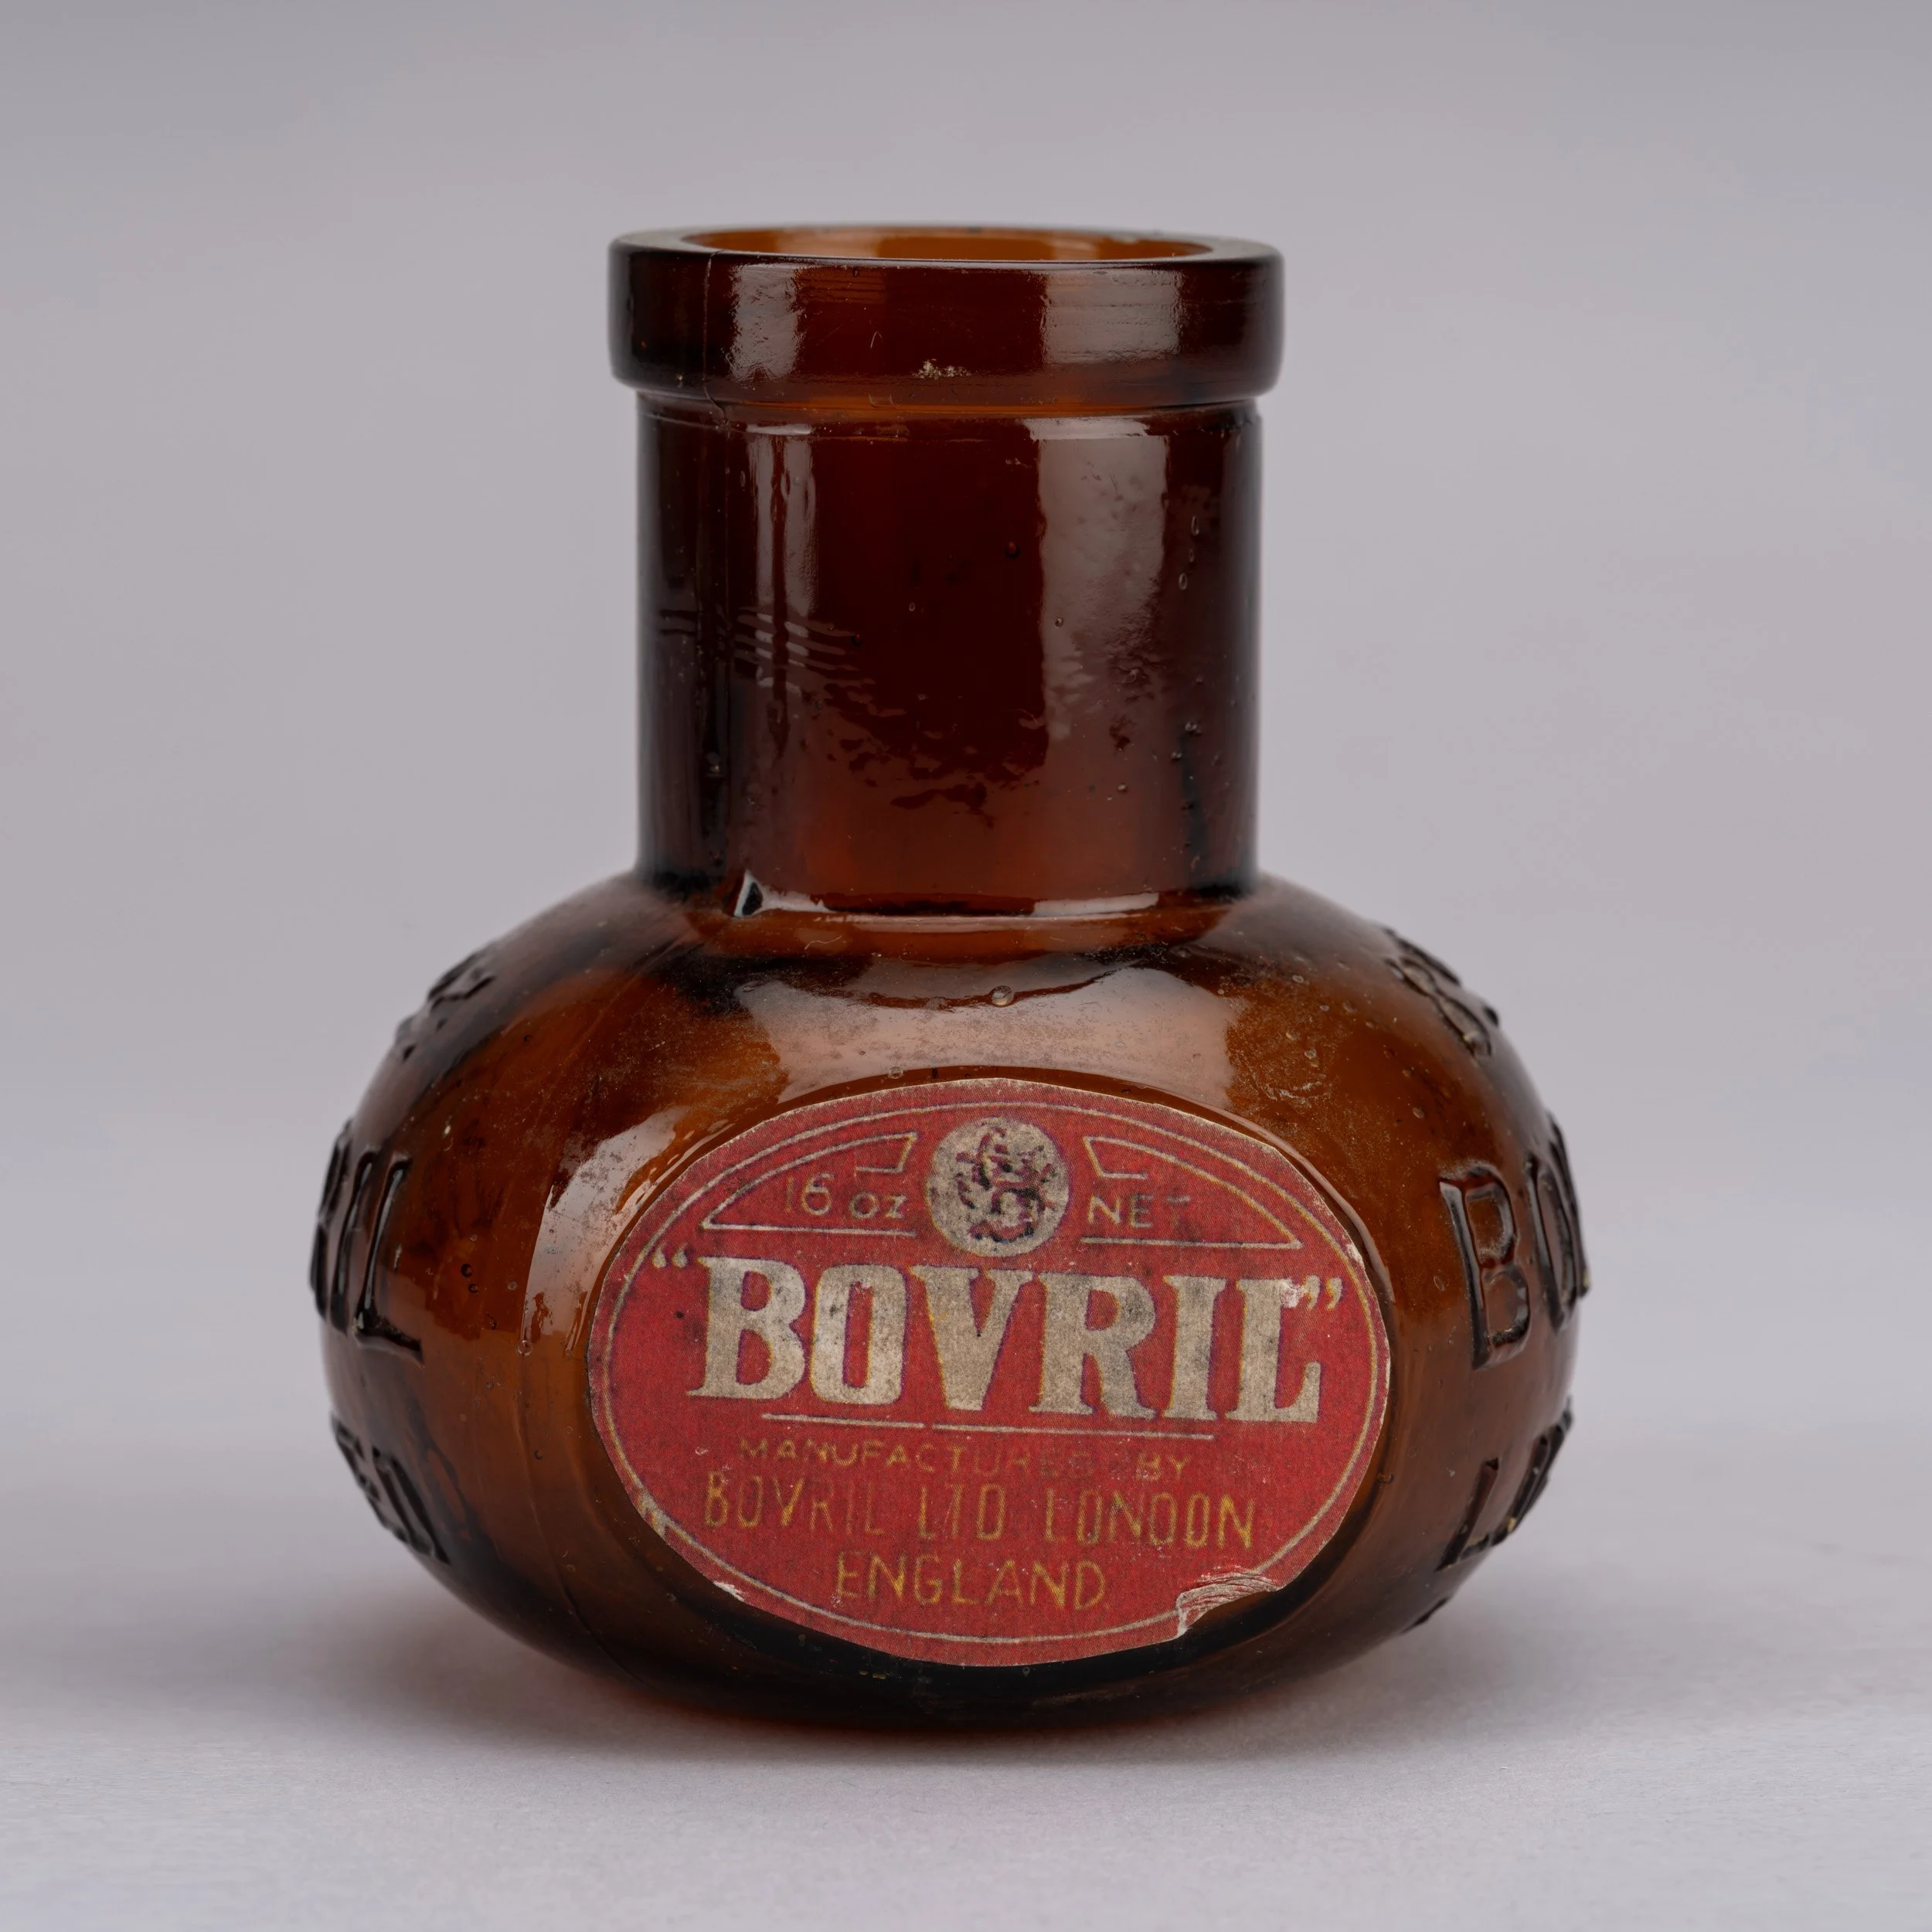 16 oz NET
"BOVRIL"
MANUFACTURED BY
BOVRIL LTD LONDON
ENGLAND.